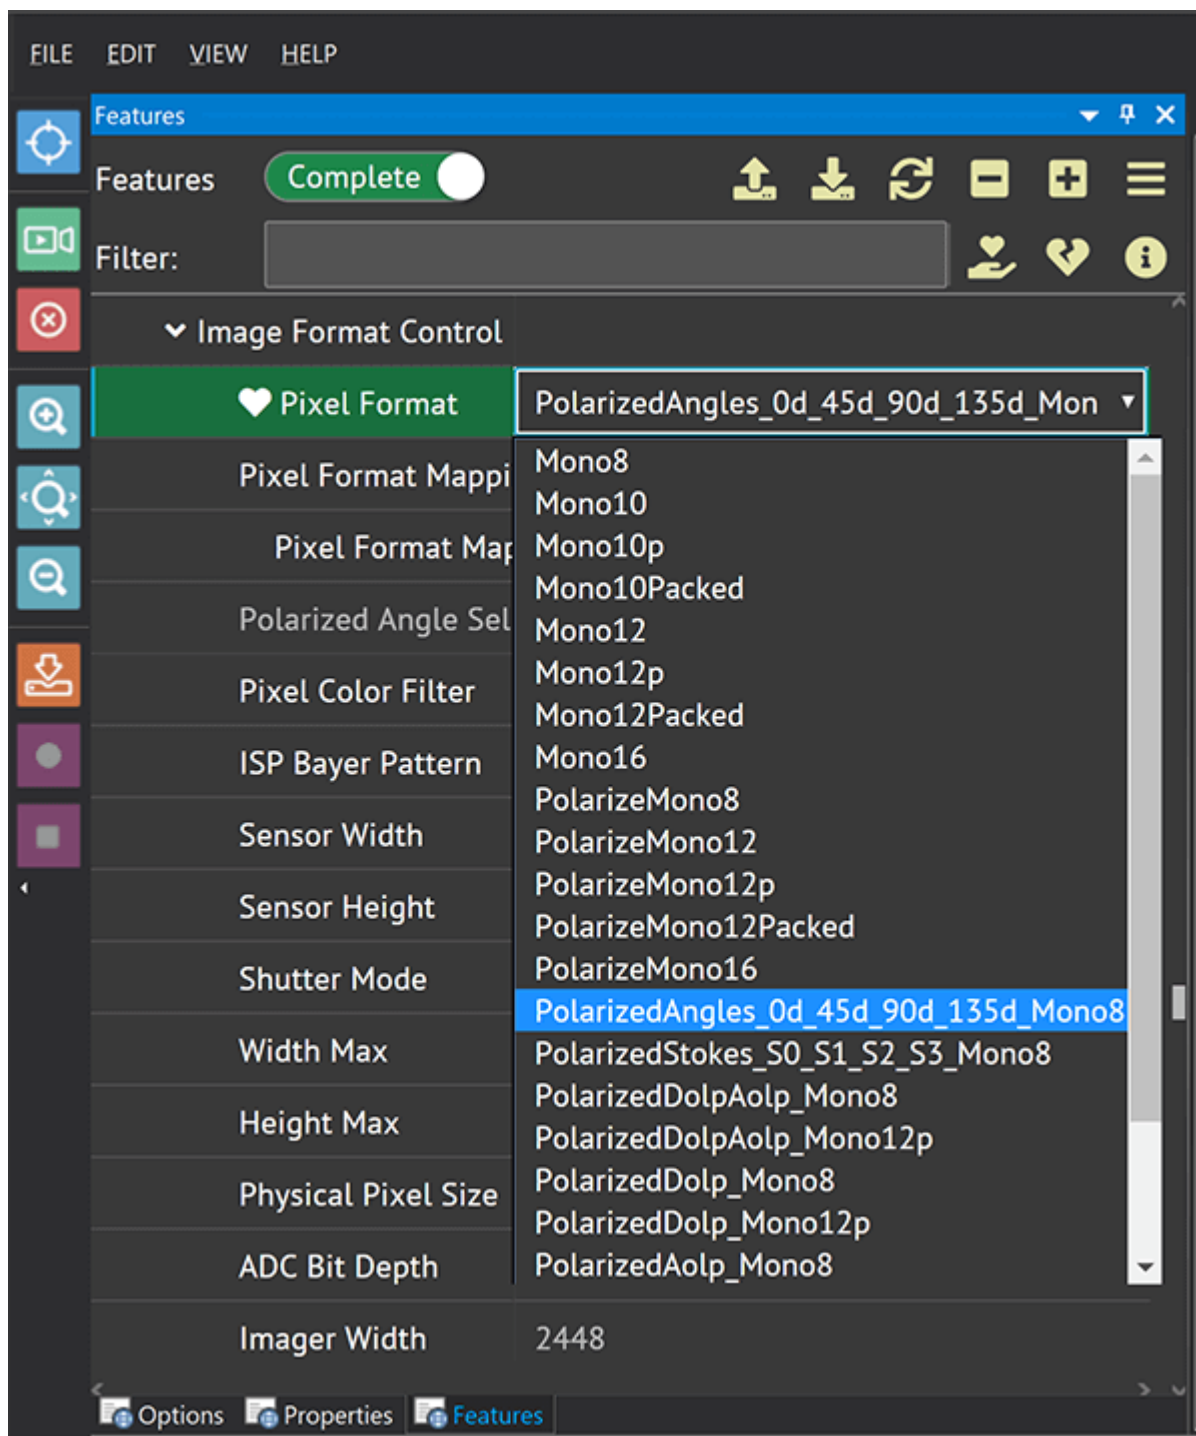 FILE EDIT VIEW HELP
Features
Features Complete
Filter:
Image Format Control
Pixel Format PolarizedAngles_0d_45d_90d_135d_Mon
Pixel Format Mappi
Pixel Format Map
Polarized Angle Sel
Pixel Color Filter
ISP Bayer Pattern
Sensor Width
Sensor Height
Shutter Mode
Width Max
Height Max
Physical Pixel Size
ADC Bit Depth
Mono8
Mono10
Mono10p
Mono10Packed
Mono12
Mono12p
Mono12Packed
Mono16
PolarizeMono8
PolarizeMono12
PolarizeMono12p
PolarizeMono12Packed
PolarizeMono16
PolarizedAngles_0d_45d_90d_135d_Mono8
PolarizedStokes_S0_S1_S2_S3_Mono8
PolarizedDolpAolp_Mono8
PolarizedDolpAolp_Mono12p
PolarizedDolp_Mono8
PolarizedDolp_Mono12p
PolarizedAolp_Mono8
Imager Width 2448
Options Properties Features